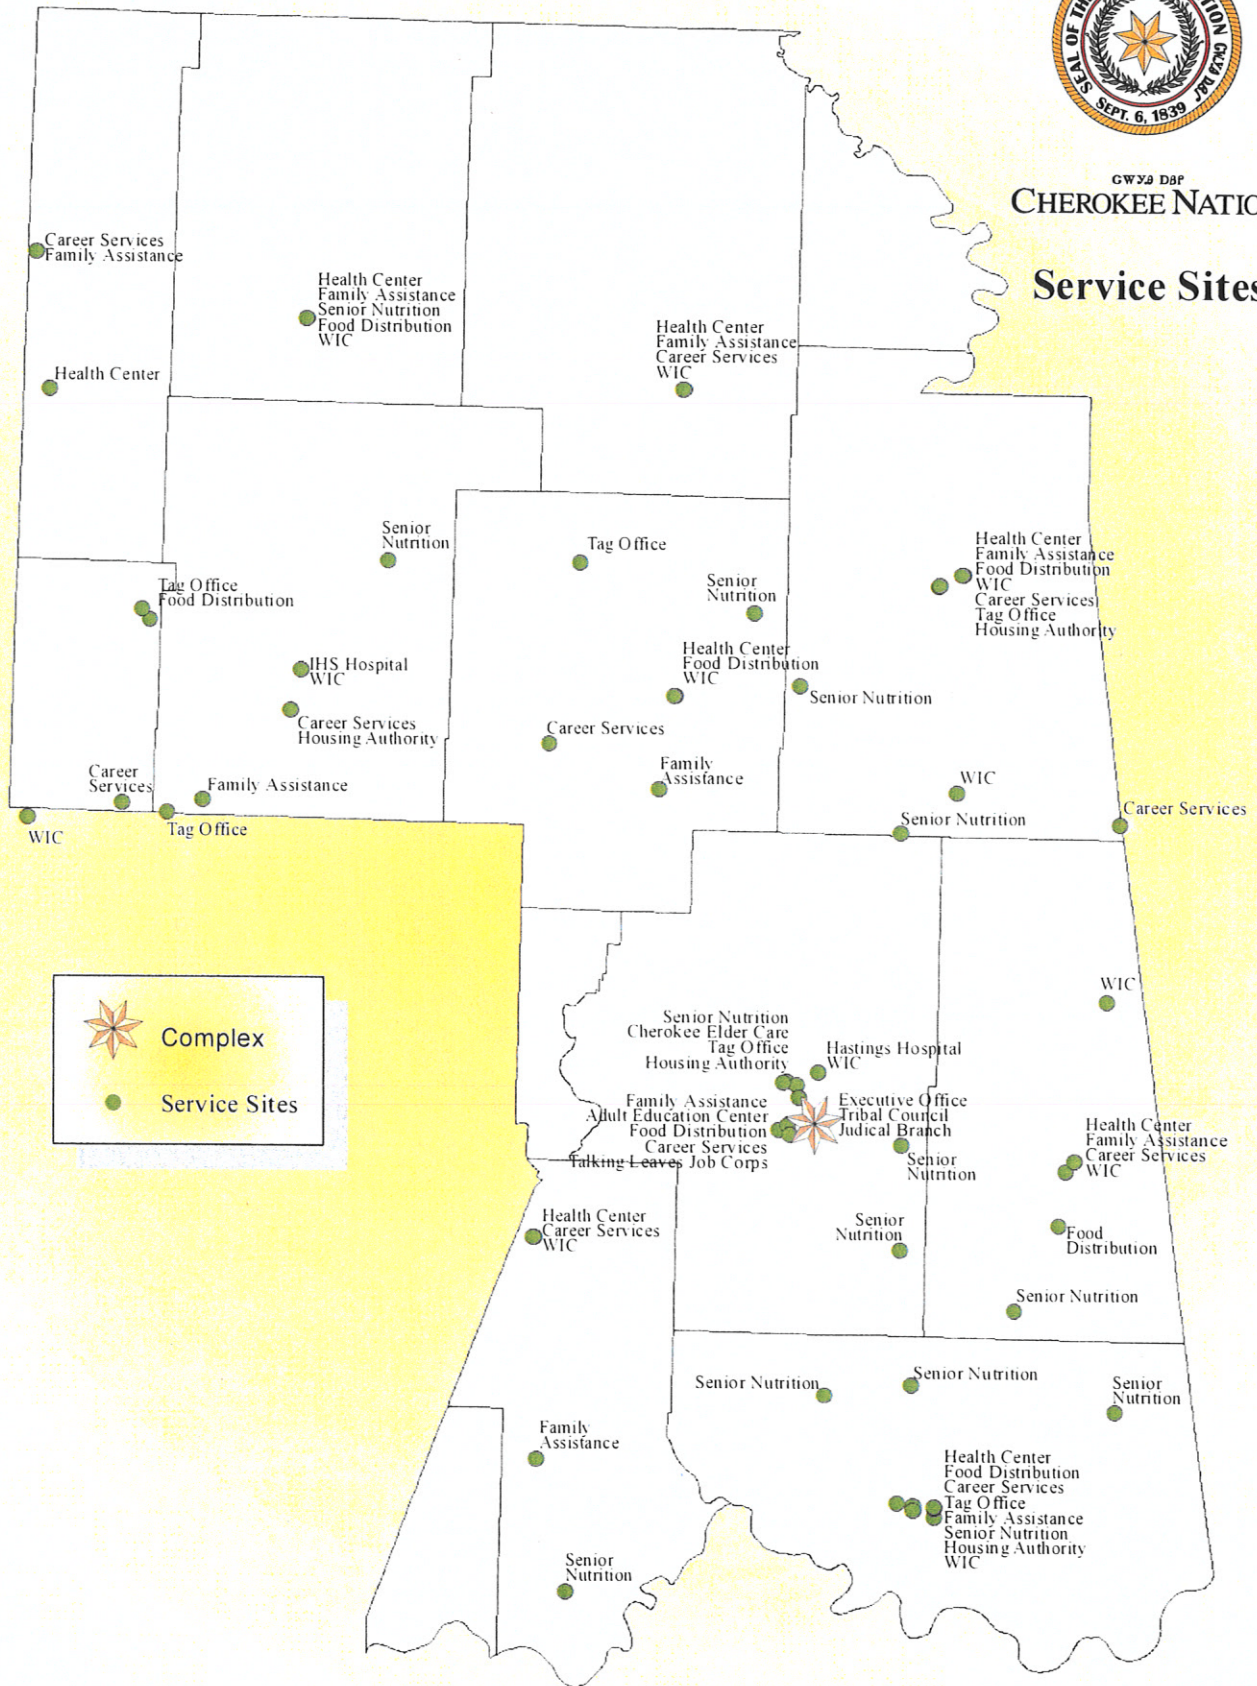 SEAL OF TH
TION ᏣᎳᎩ ᎠᏰᎵ
SEPT. 6, 1839
ᏣᎳᎩᎯ ᎠᏰᎵ
CHEROKEE NATIO
Service Sites
Career Services
Family Assistance
Health Center
Family Assistance
Senior Nutrition
Food Distribution
WIC
Health Center
Family Assistance
Career Services
WIC
Health Center
Senior
Nutrition
Tag Office
Health Center
Family Assistance
Food Distribution
WIC
Career Services
Tag Office
Housing Authority
Tag Office
Food Distribution
Senior
Nutrition
Health Center
Food Distribution
WIC
IHS Hospital
WIC
Senior Nutrition
Career Services
Housing Authority
Career Services
Family
Assistance
Career
Services
Family Assistance
WIC
Tag Office
WIC
Senior Nutrition
Career Services
Complex
Service Sites
WIC
Senior Nutrition
Cherokee Elder Care
Tag Office
Housing Authority
Hastings Hospital
WIC
Family Assistance
Adult Education Center
Food Distribution
Career Services
Talking Leaves Job Corps
Executive Office
Tribal Council
Judical Branch
Senior
Nutrition
Health Center
Family Assistance
Career Services
WIC
Health Center
Career Services
WIC
Senior
Nutrition
Food
Distribution
Senior Nutrition
Senior Nutrition
Senior Nutrition
Senior
Nutrition
Family
Assistance
Health Center
Food Distribution
Career Services
Tag Office
Family Assistance
Senior Nutrition
Housing Authority
WIC
Senior
Nutrition